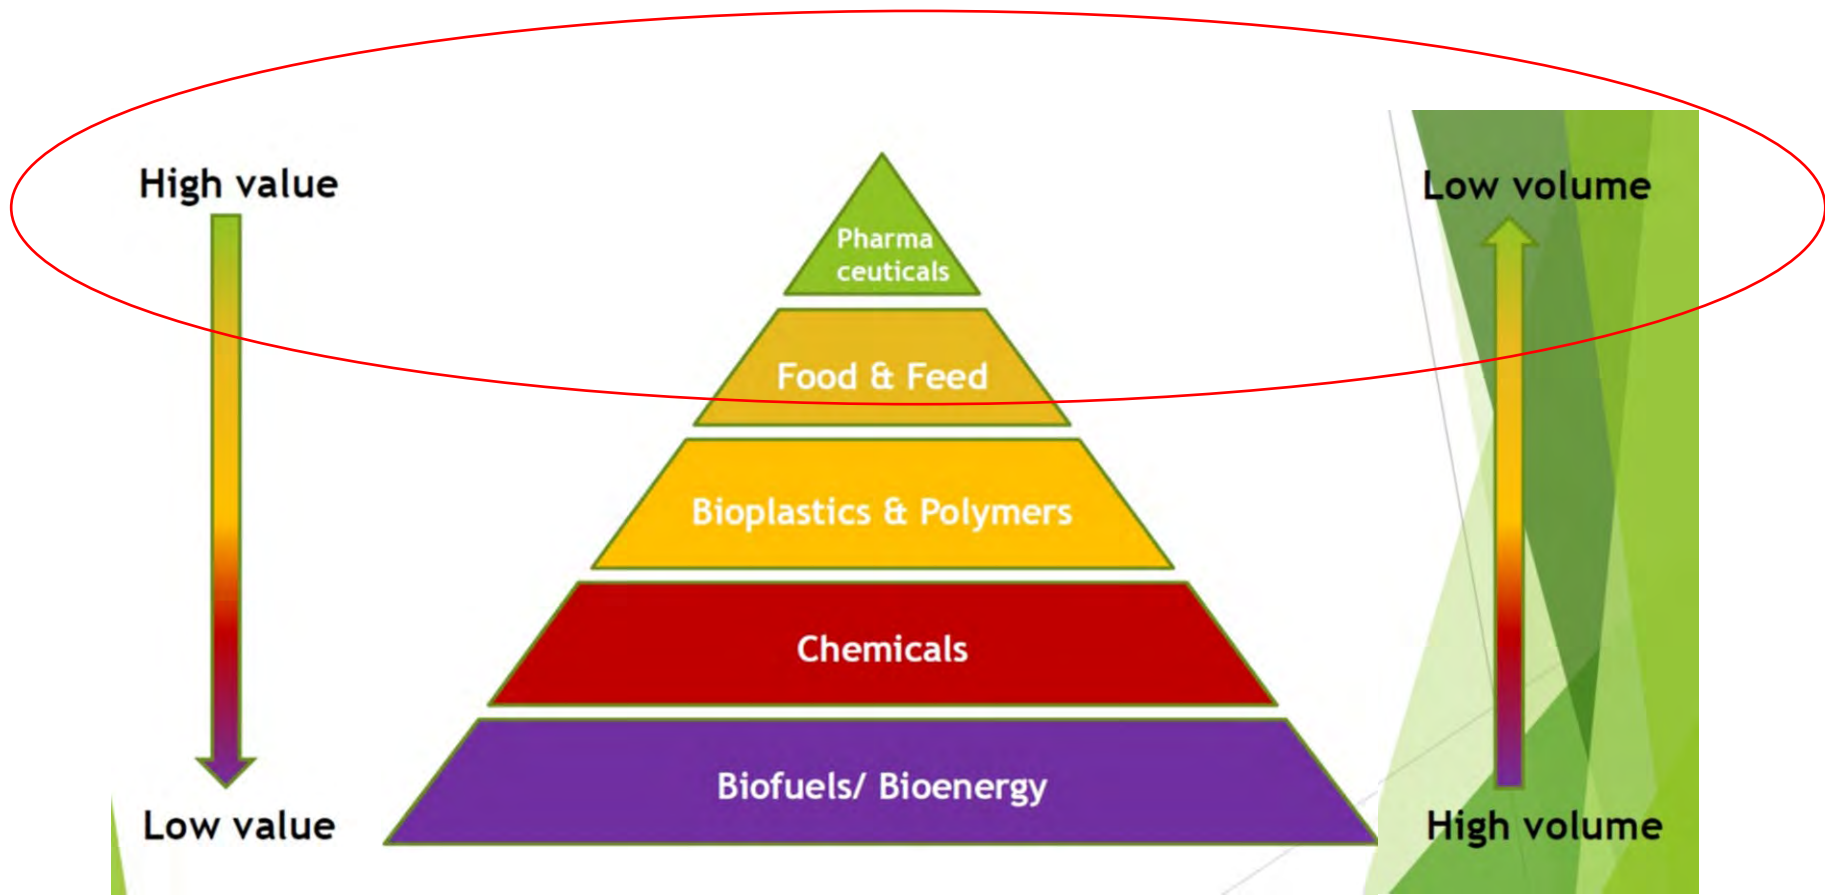 High value
Low volume
Pharma
ceuticals
Food & Feed
Bioplastics & Polymers
Chemicals
Biofuels/ Bioenergy
Low value
High volume